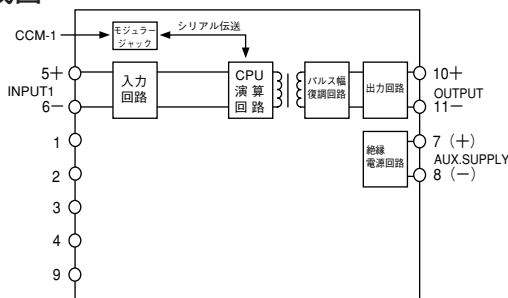 CCM-1
モジュラー
ジャック
シリアル伝送
5+
INPUT1
6−
入力
回路
CPU
演算
回路
パルス幅
復調回路
出力回路
10+
OUTPUT
11−
絶縁
電源回路
7（+）
AUX.SUPPLY
8（−）
1
2
3
4
9